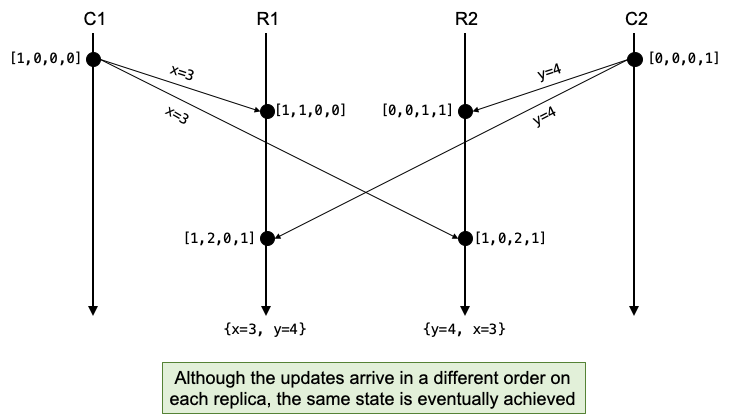 C1 R1 R2 C2
[1,0,0,0] [0,0,0,1]
x=3 y=4
[1,1,0,0] [0,0,1,1]
x=3 y=4
[1,2,0,1] [1,0,2,1]
{x=3, y=4} {y=4, x=3}
Although the updates arrive in a different order on
each replica, the same state is eventually achieved